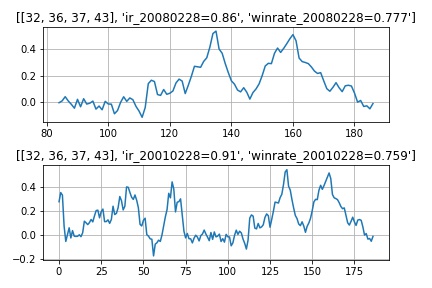 [[32, 36, 37, 43], 'ir_20080228=0.86', 'winrate_20080228=0.777']
0.4
0.2
0.0
80 100 120 140 160 180
[[32, 36, 37, 43], 'ir_20010228=0.91', 'winrate_20010228=0.759']
0.4
0.2
0.0
−0.2
0 25 50 75 100 125 150 175